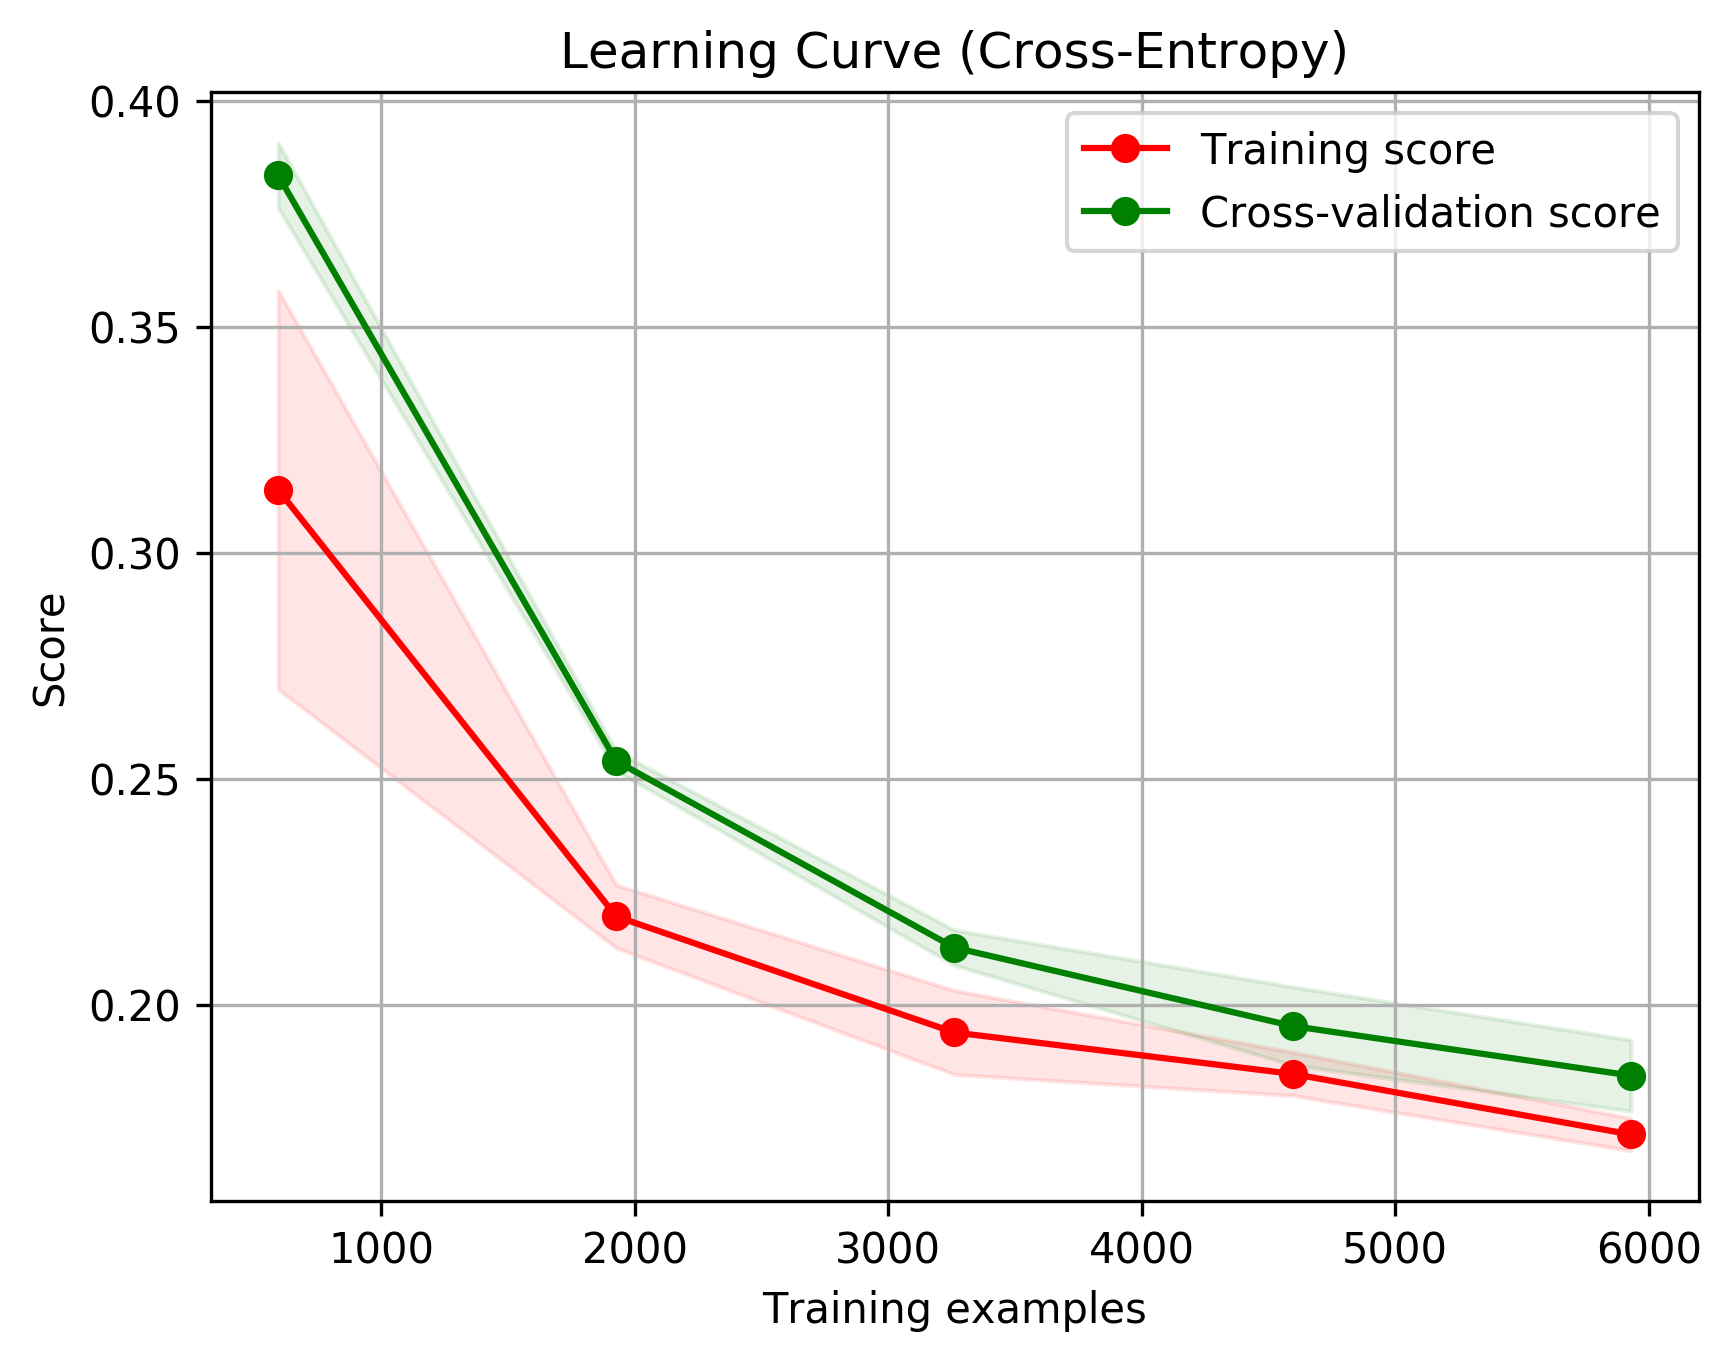 Learning Curve (Cross-Entropy)
Training score
Cross-validation score
0.40
0.35
0.30
0.25
0.20
Score
1000 2000 3000 4000 5000 6000
Training examples